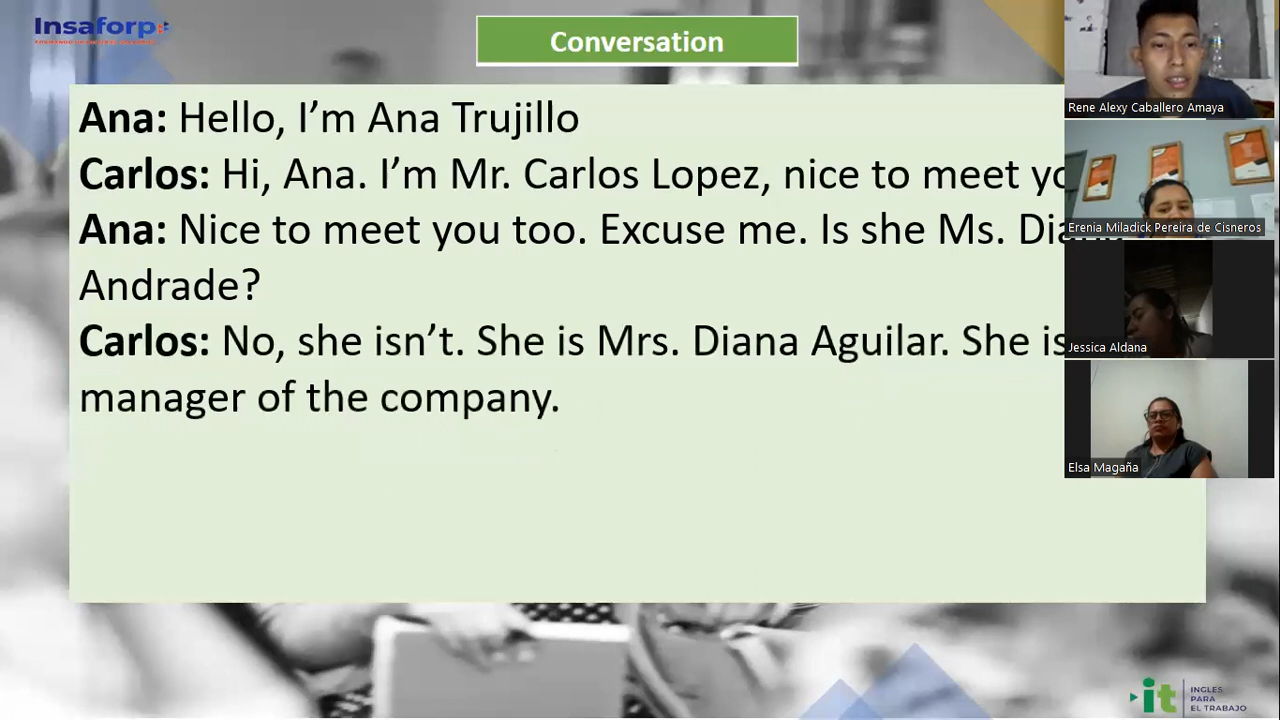 Insaforp
Conversation
Ana: Hello, I’m Ana Trujillo
Carlos: Hi, Ana. I’m Mr. Carlos Lopez, nice to meet
Ana: Nice to meet you too. Excuse me. Is she Ms.
Andrade?
Carlos: No, she isn’t. She is Mrs. Diana Aguilar. She is
manager of the company.
Rene Alexy Caballero Amaya
Erenia Miladick Pereira de Cisneros
Jessica Aldana
Elsa Magaña
it
INGLES
PARA
EL TRABAJO